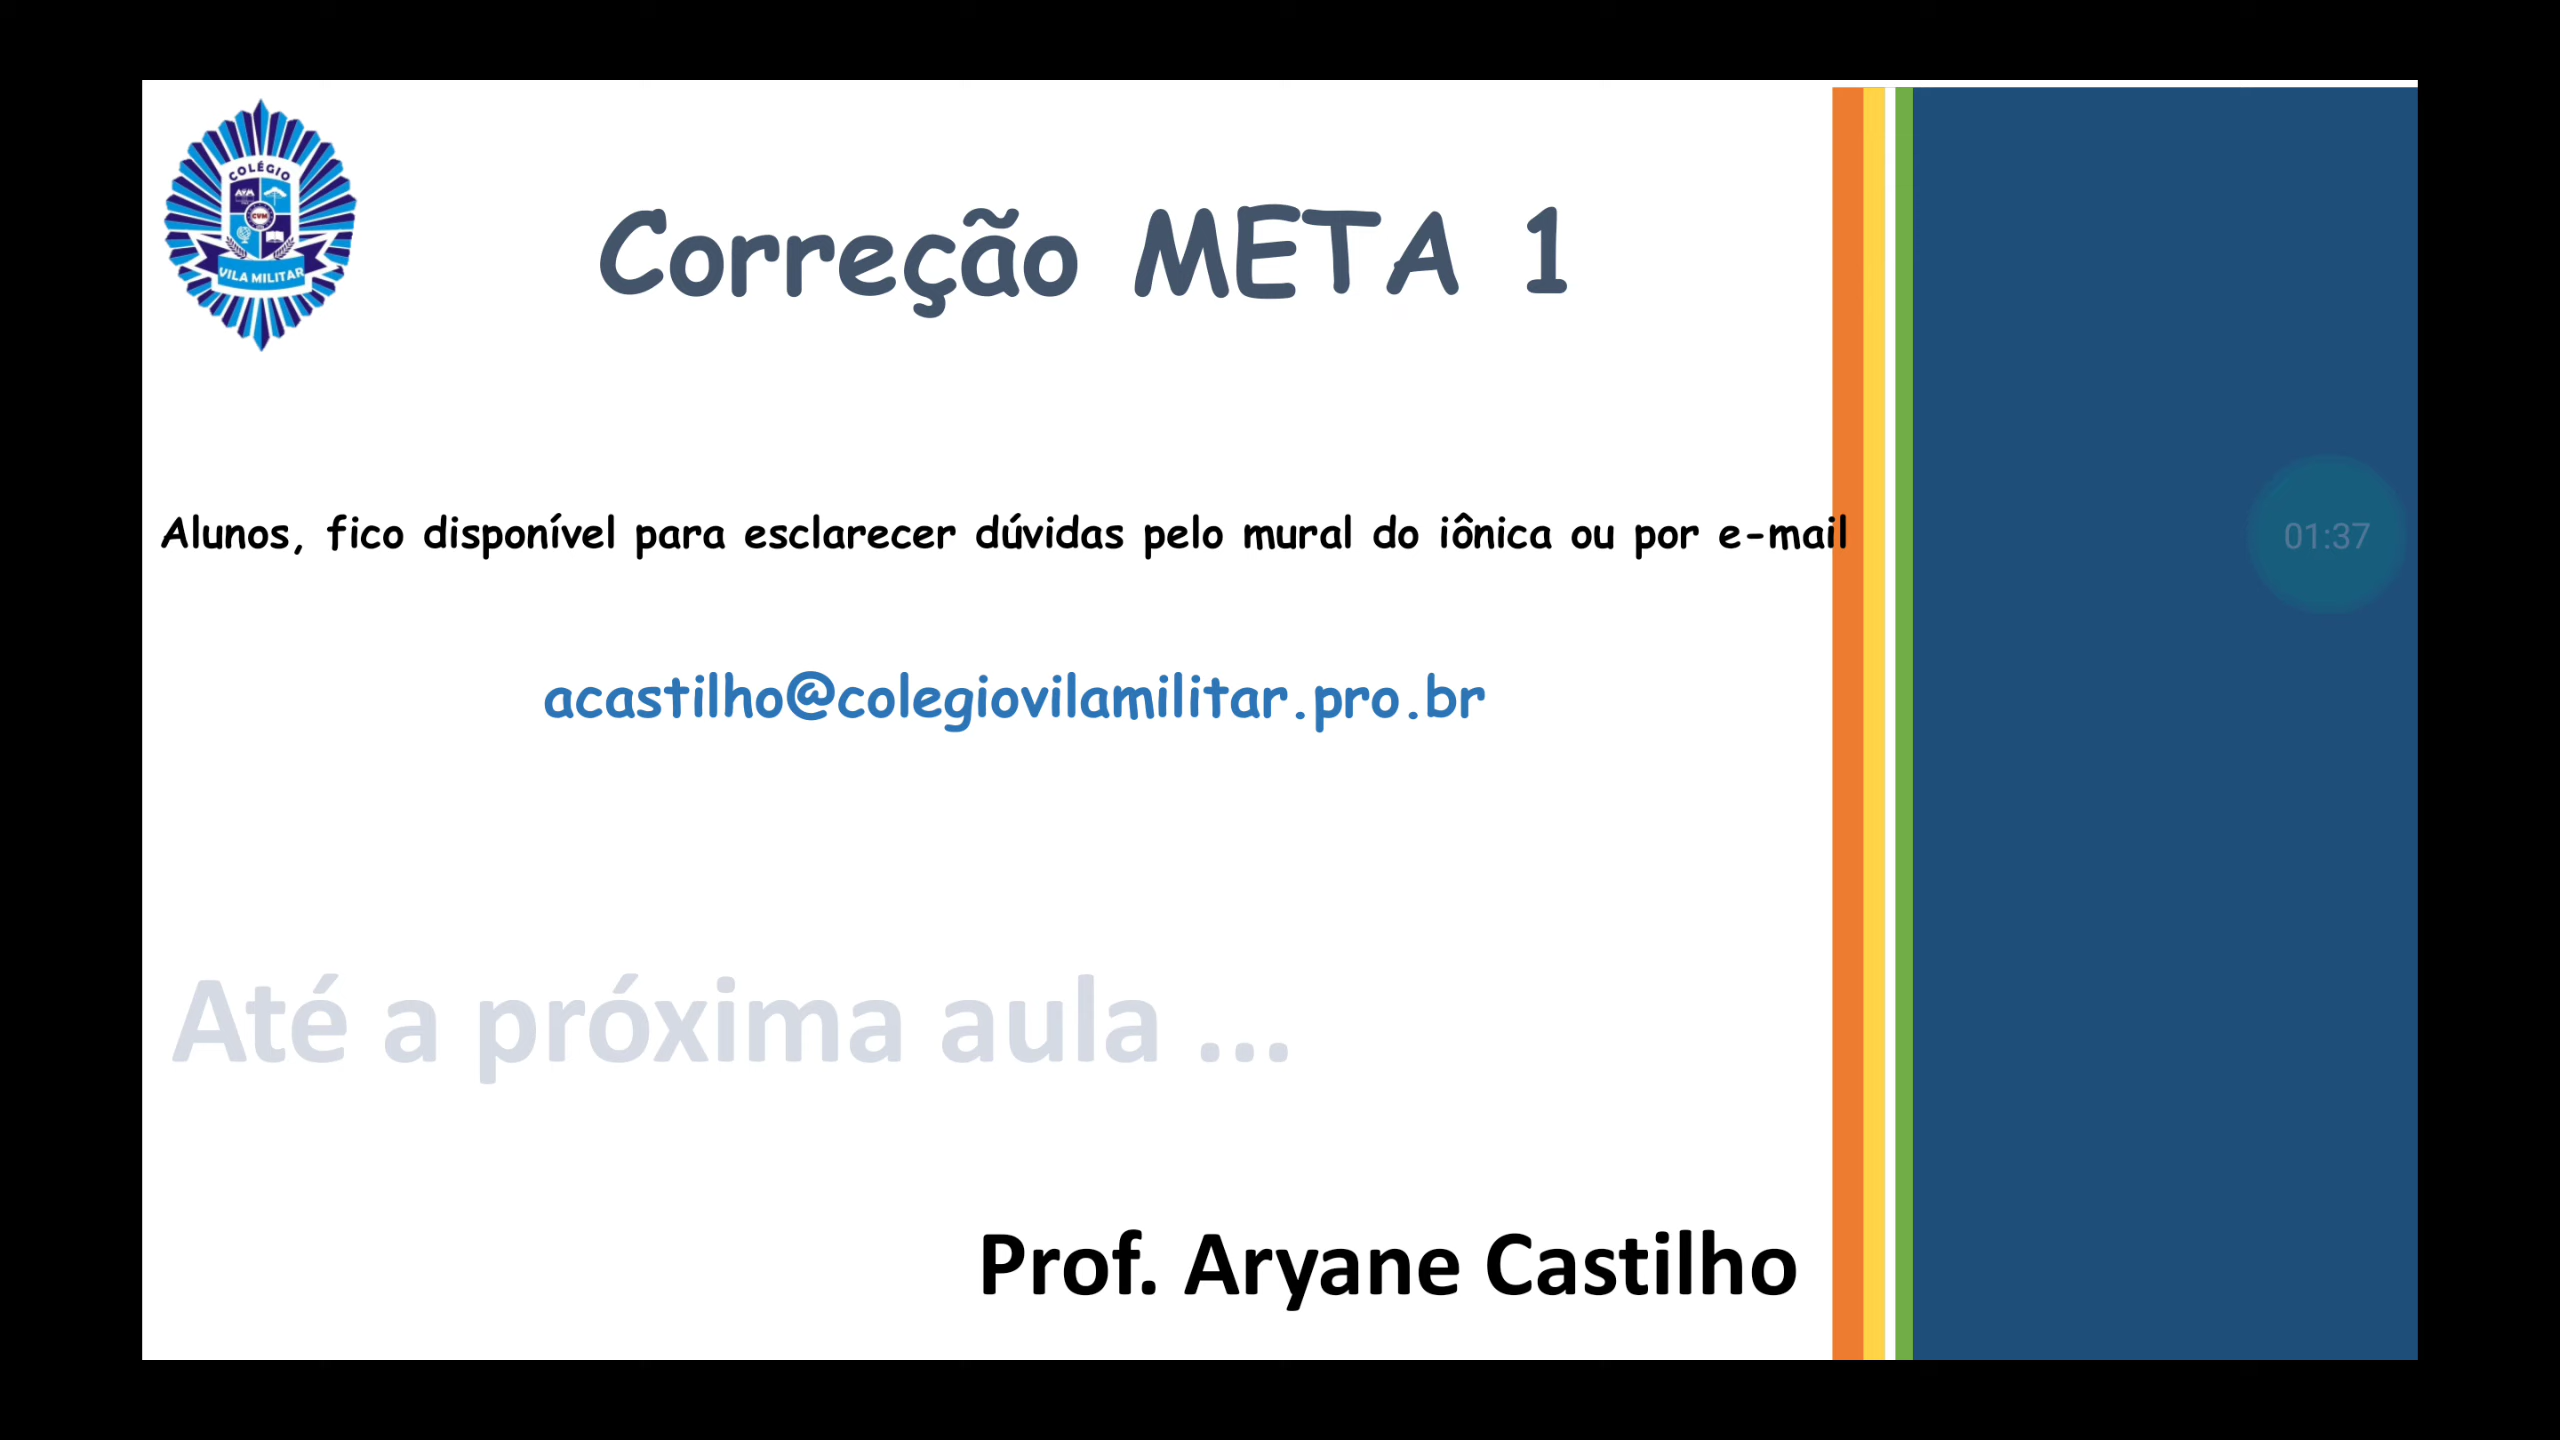 COLÉGIO
CVM
VILA MILITAR
Correção META 1
Alunos, fico disponível para esclarecer dúvidas pelo mural do iônica ou por e-mail
01:37
acastilho@colegiovilamilitar.pro.br
Até a próxima aula ...
Prof. Aryane Castilho